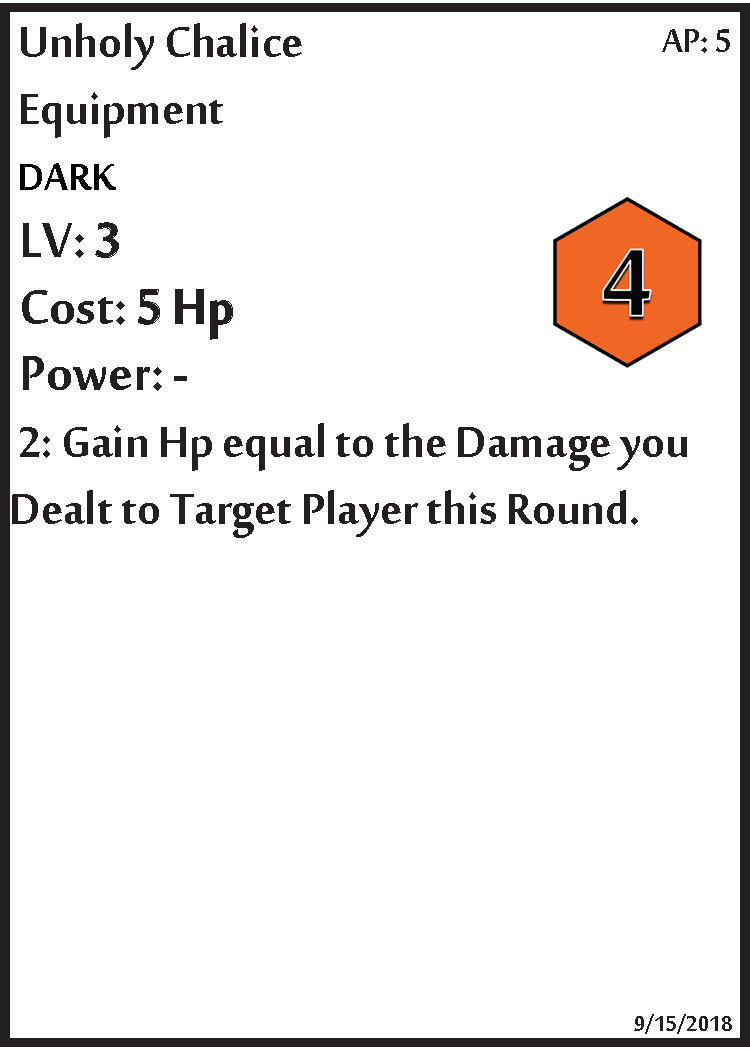 Unholy Chalice
AP: 5
Equipment
DARK
LV: 3
4
Cost: 5 Hp
Power: -
2: Gain Hp equal to the Damage you
Dealt to Target Player this Round.
9/15/2018